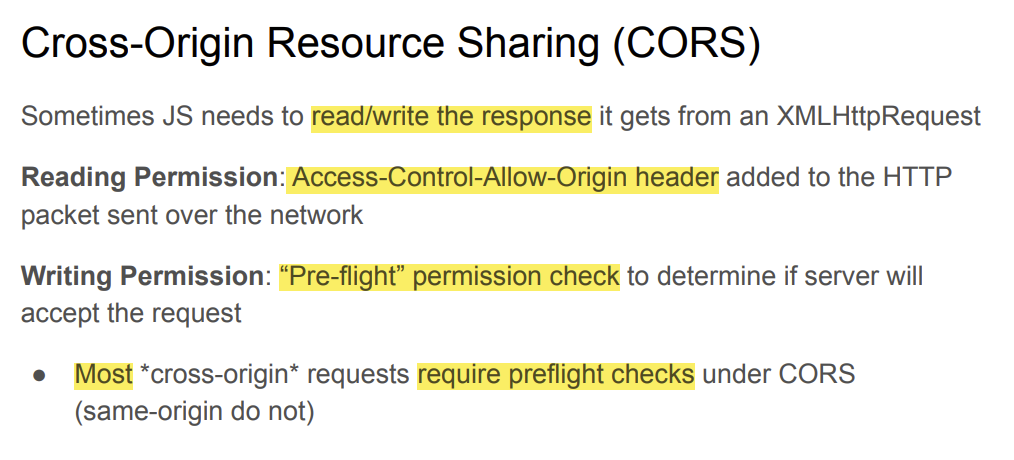 Cross-Origin Resource Sharing (CORS)
Sometimes JS needs to read/write the response it gets from an XMLHttpRequest
Reading Permission: Access-Control-Allow-Origin header added to the HTTP
packet sent over the network
Writing Permission: “Pre-flight” permission check to determine if server will
accept the request
● Most *cross-origin* requests require preflight checks under CORS
(same-origin do not)